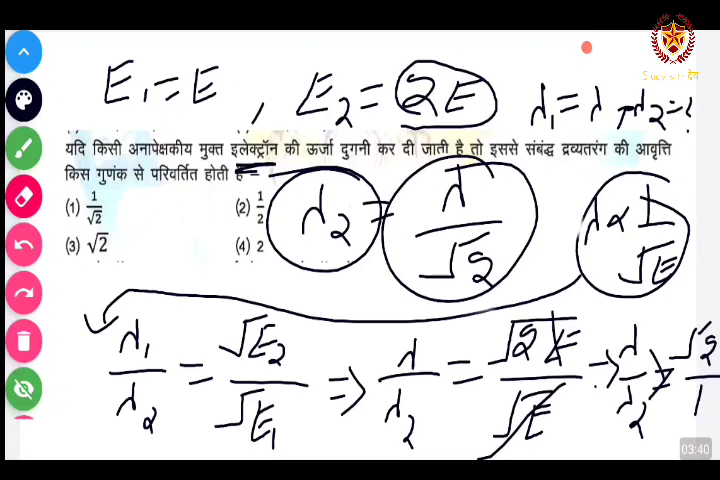 Study with देव
E₁ = E , E₂ = 2E λ₁ = λ, λ₂ = ?
यदि किसी अनापेक्षकीय मुक्त इलेक्ट्रॉन की ऊर्जा दुगनी कर दी जाती है तो इससे संबंद्ध द्रव्यतरंग की आवृत्ति
किस गुणंक से परिवर्तित होती है –
(1) 1/√2 (2) 1/2
(3) √2 (4) 2
λ₂ = λ/√2 λ ∝ 1/√E
λ₁/λ₂ = √E₂/√E₁ ⇒ λ/λ₂ = √2E/√E ⇒ λ/λ₂ = √2/1
03:40